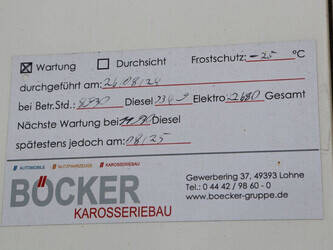 ☒ Wartung ☐ Durchsicht Frostschutz: -25 °C
durchgeführt am: 26.08.24
bei Betr.Std.: Diesel Elektro: Gesamt
Nächste Wartung bei Diesel
spätestens jedoch am: 08/25
AUTOMOBILE NUTZFAHRZEUGE KAROSSERIEBAU
BÖCKER
KAROSSERIEBAU
Gewerbering 37, 49393 Lohne
Tel.: 0 44 42 / 98 60 - 0
www.boecker-gruppe.de